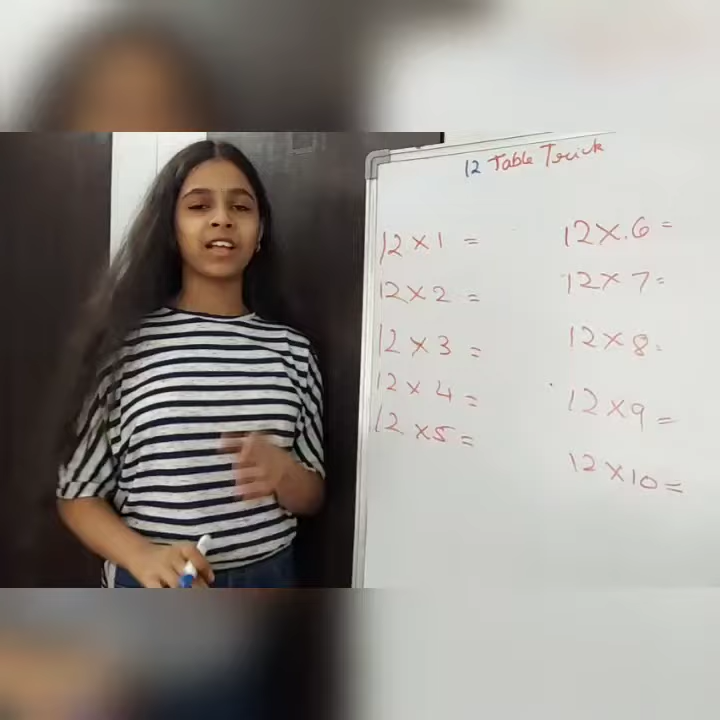 12 Table Trick
12 × 1 =
12 × 2 =
12 × 3 =
12 × 4 =
12 × 5 =
12 ×.6 =
12 × 7 =
12 × 8 =
12 × 9 =
12 × 10 =